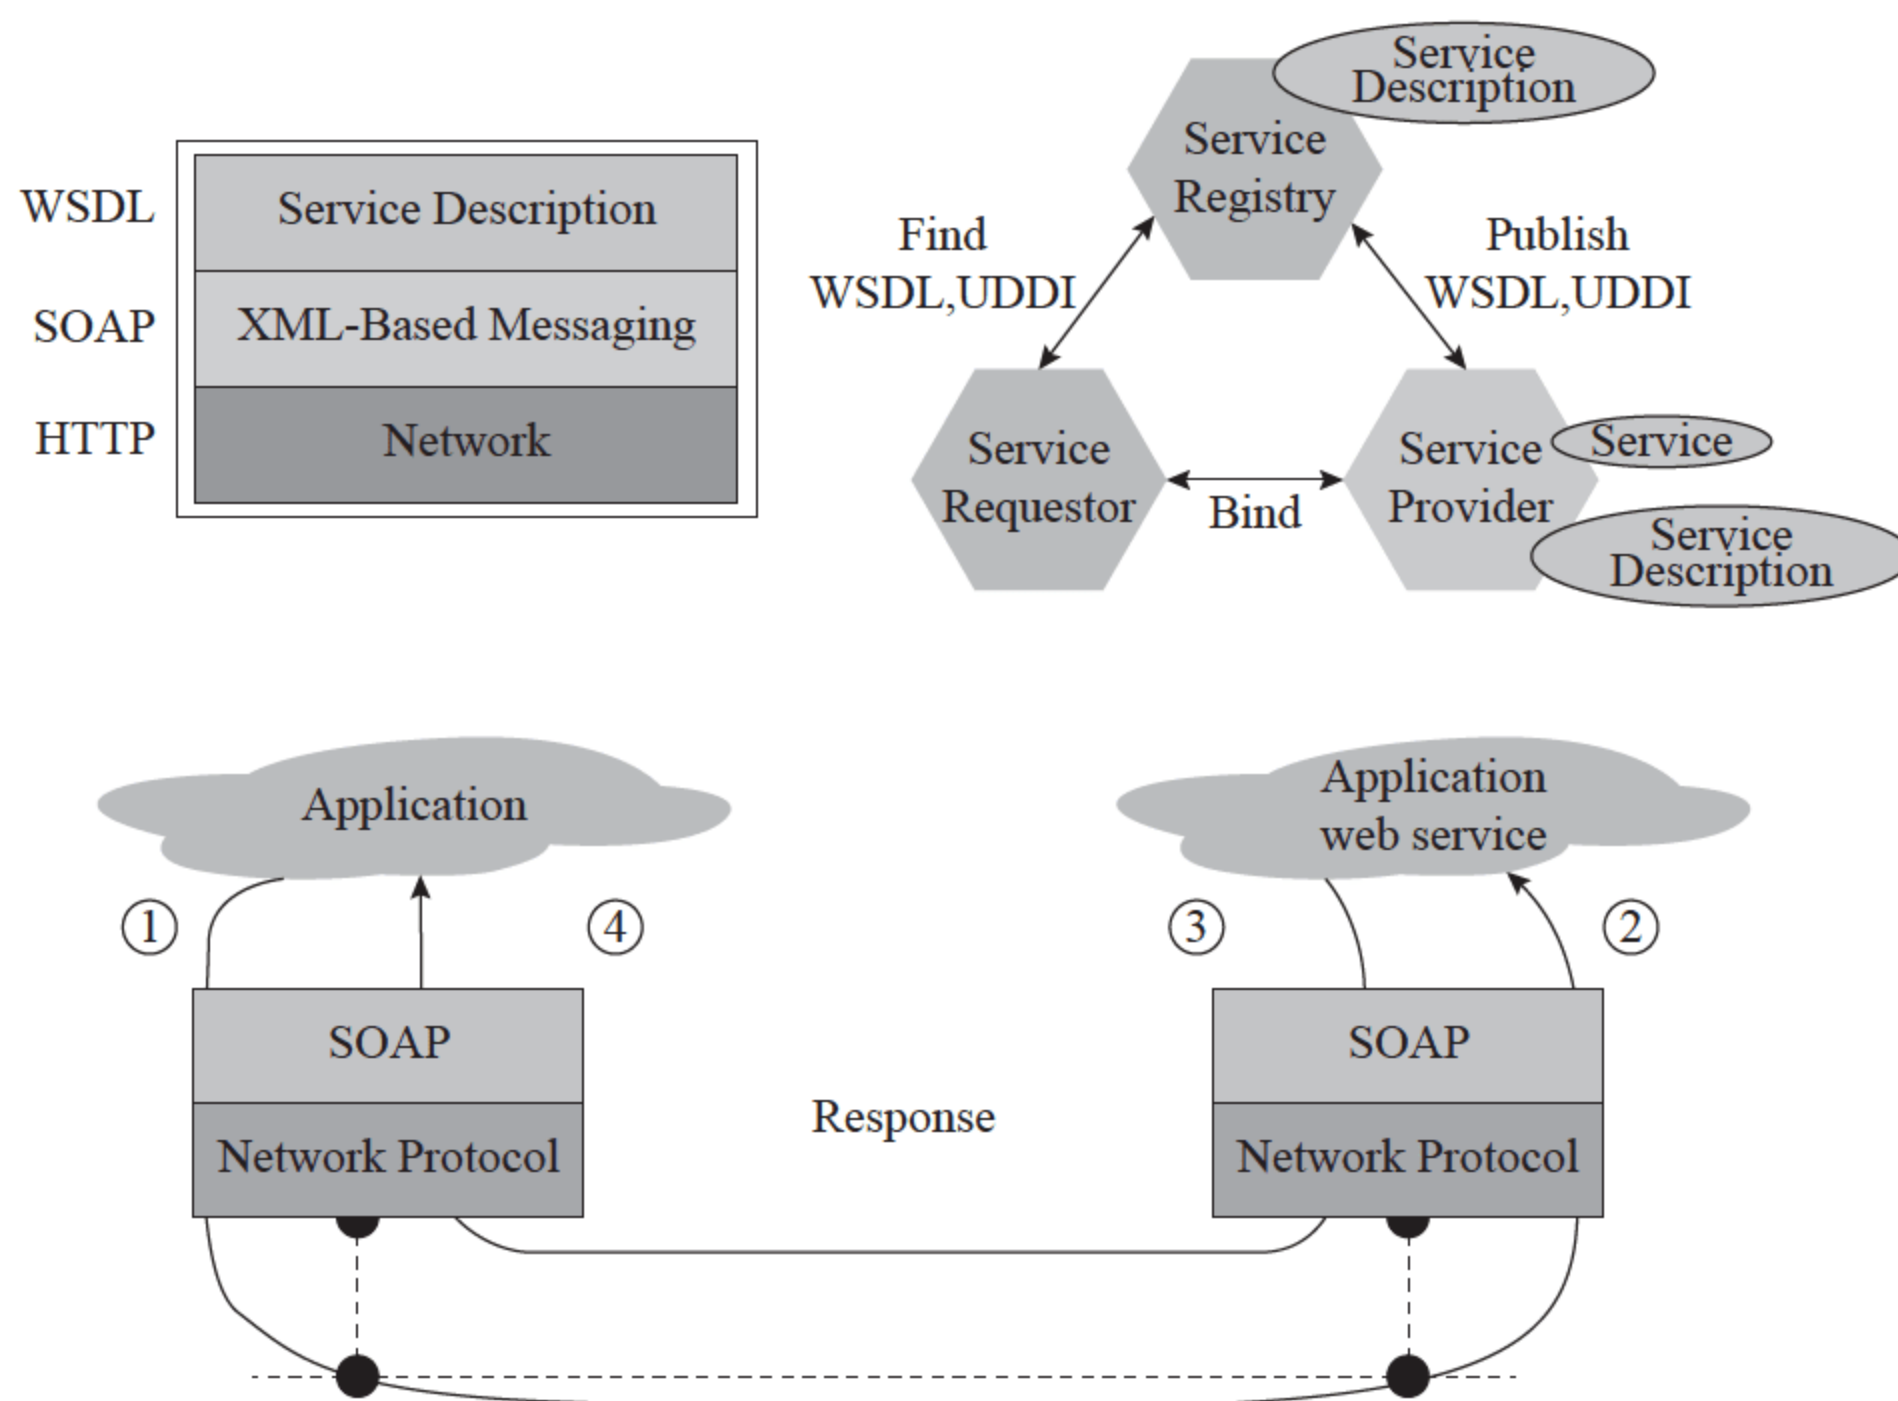 WSDL
Service Description
SOAP
XML-Based Messaging
HTTP
Network
Service
Description
Service
Registry
Find
WSDL,UDDI
Publish
WSDL,UDDI
Service
Requestor
Bind
Service
Provider
Service
Service
Description
Application
Application
web service
1
4
3
2
SOAP
Network Protocol
Response
SOAP
Network Protocol